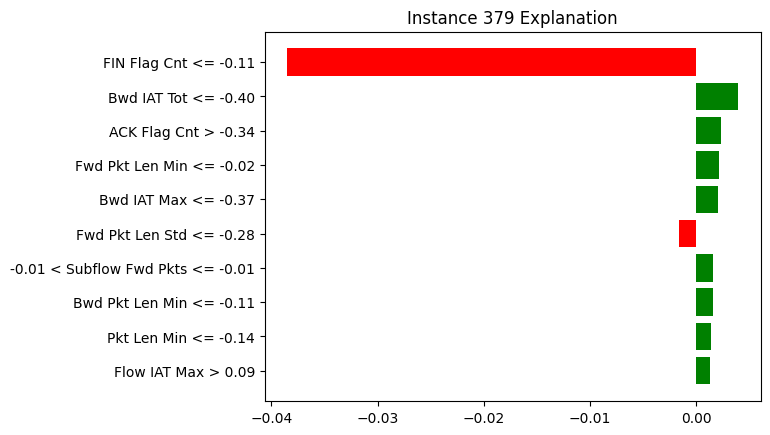 Instance 379 Explanation
FIN Flag Cnt <= -0.11
Bwd IAT Tot <= -0.40
ACK Flag Cnt > -0.34
Fwd Pkt Len Min <= -0.02
Bwd IAT Max <= -0.37
Fwd Pkt Len Std <= -0.28
-0.01 < Subflow Fwd Pkts <= -0.01
Bwd Pkt Len Min <= -0.11
Pkt Len Min <= -0.14
Flow IAT Max > 0.09
−0.04 −0.03 −0.02 −0.01 0.00